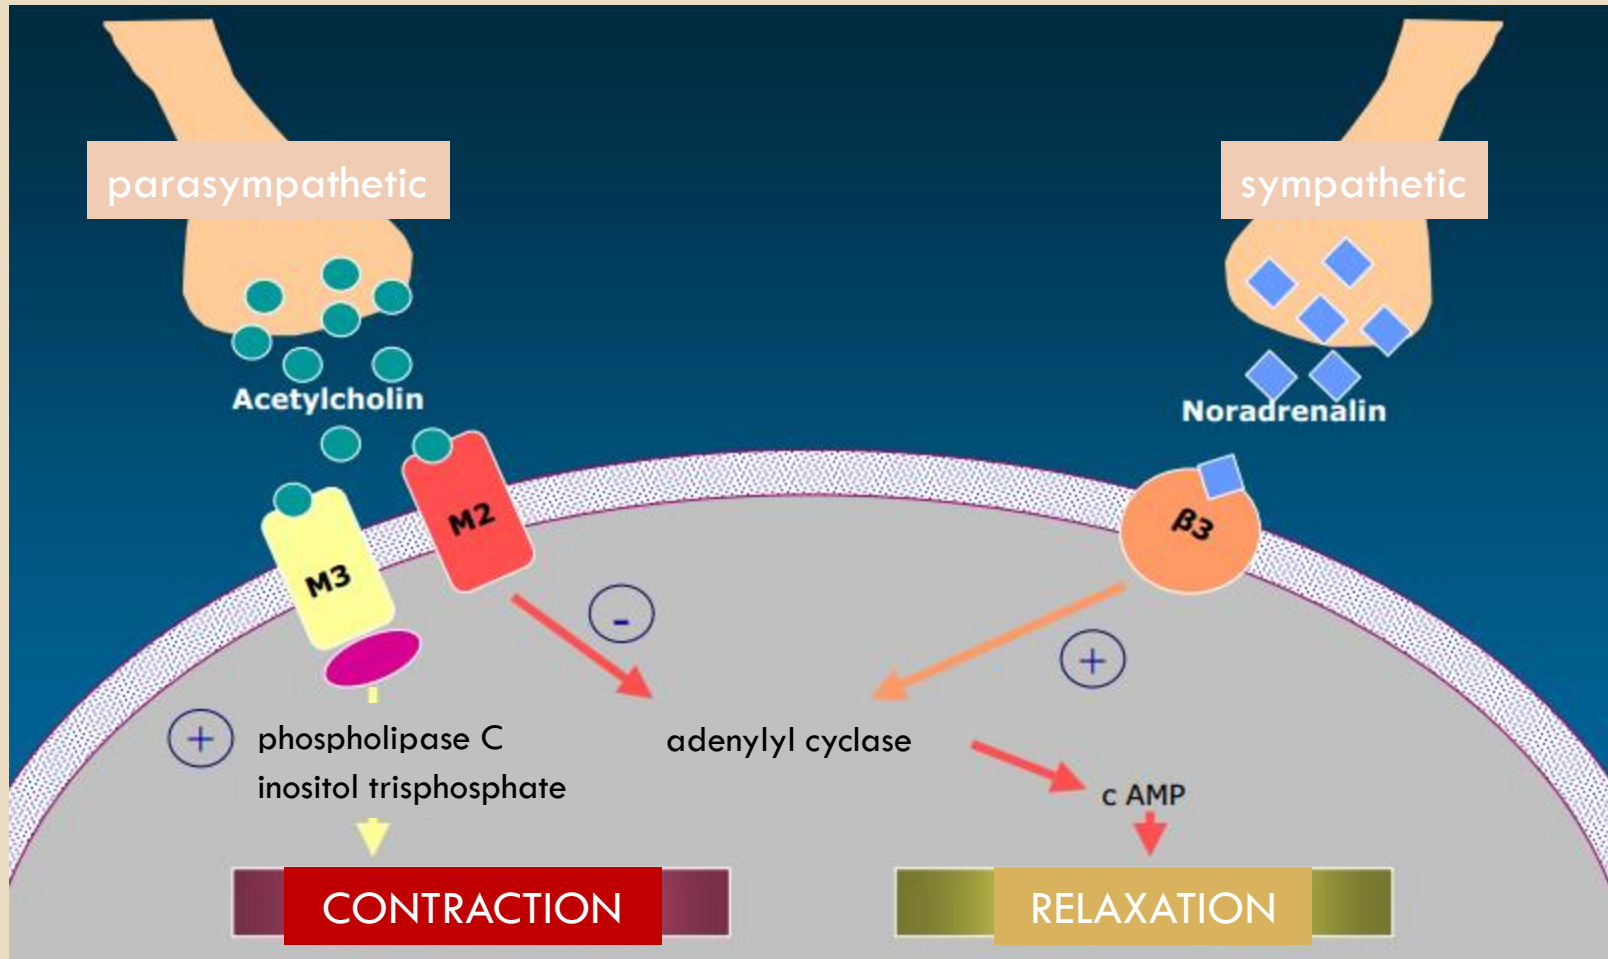 parasympathetic
sympathetic
Acetylcholin
Noradrenalin
M2
M3
β3
-
+
+
phospholipase C
inositol trisphosphate
adenylyl cyclase
c AMP
CONTRACTION
RELAXATION